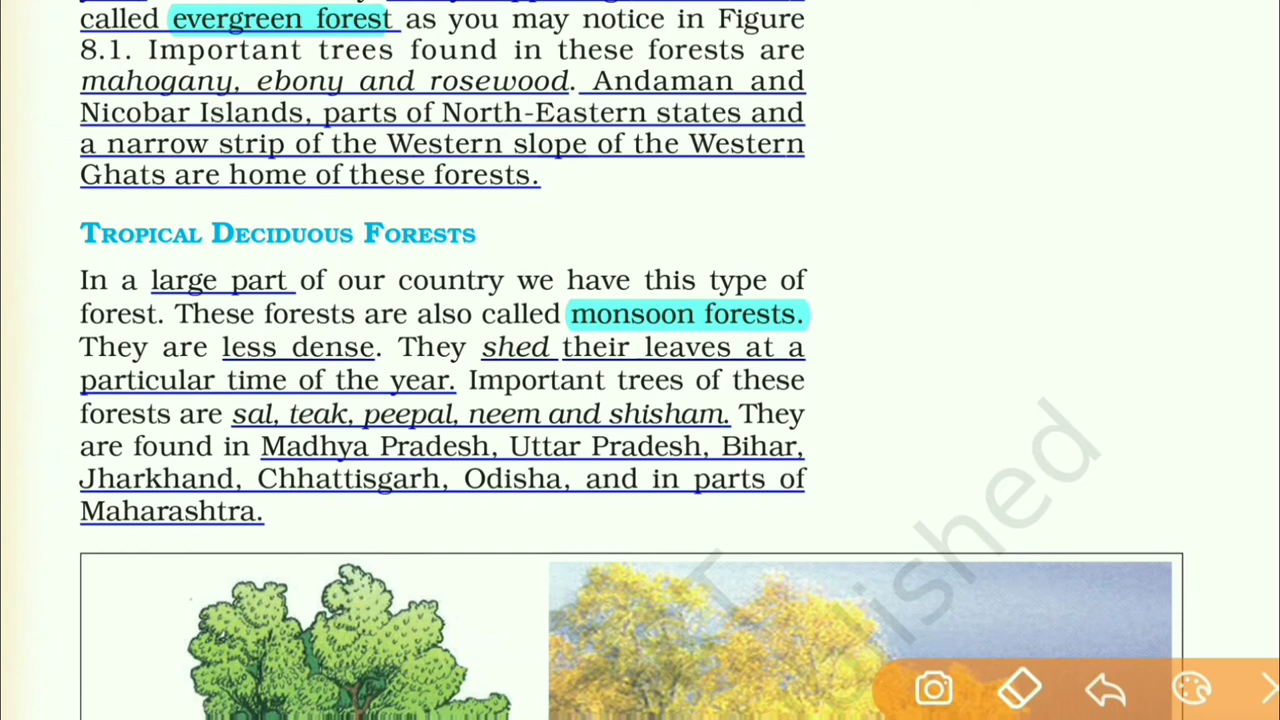 called evergreen forest as you may notice in Figure
8.1. Important trees found in these forests are
mahogany, ebony and rosewood. Andaman and
Nicobar Islands, parts of North-Eastern states and
a narrow strip of the Western slope of the Western
Ghats are home of these forests.
TROPICAL DECIDUOUS FORESTS
In a large part of our country we have this type of
forest. These forests are also called monsoon forests.
They are less dense. They shed their leaves at a
particular time of the year. Important trees of these
forests are sal, teak, peepal, neem and shisham. They
are found in Madhya Pradesh, Uttar Pradesh, Bihar,
Jharkhand, Chhattisgarh, Odisha, and in parts of
Maharashtra.